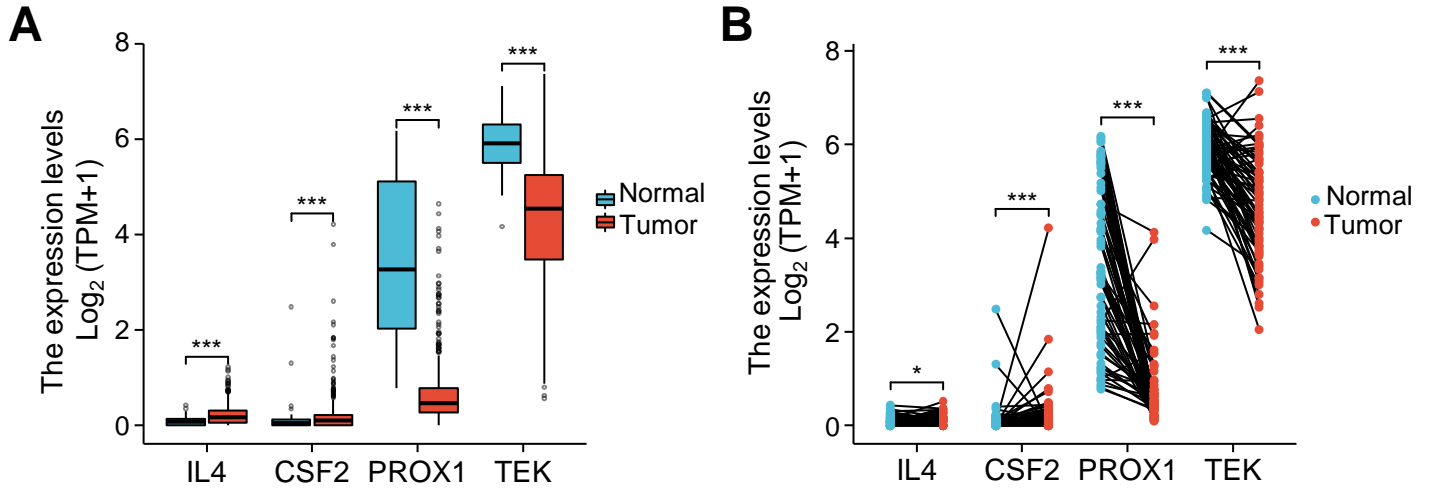 A
The expression levels
Log2 (TPM+1)
8
6
4
2
0
***
***
***
***
IL4
CSF2
PROX1
TEK
Normal
Tumor
B
The expression levels
Log2 (TPM+1)
8
6
4
2
0
*
***
***
***
IL4
CSF2
PROX1
TEK
Normal
Tumor